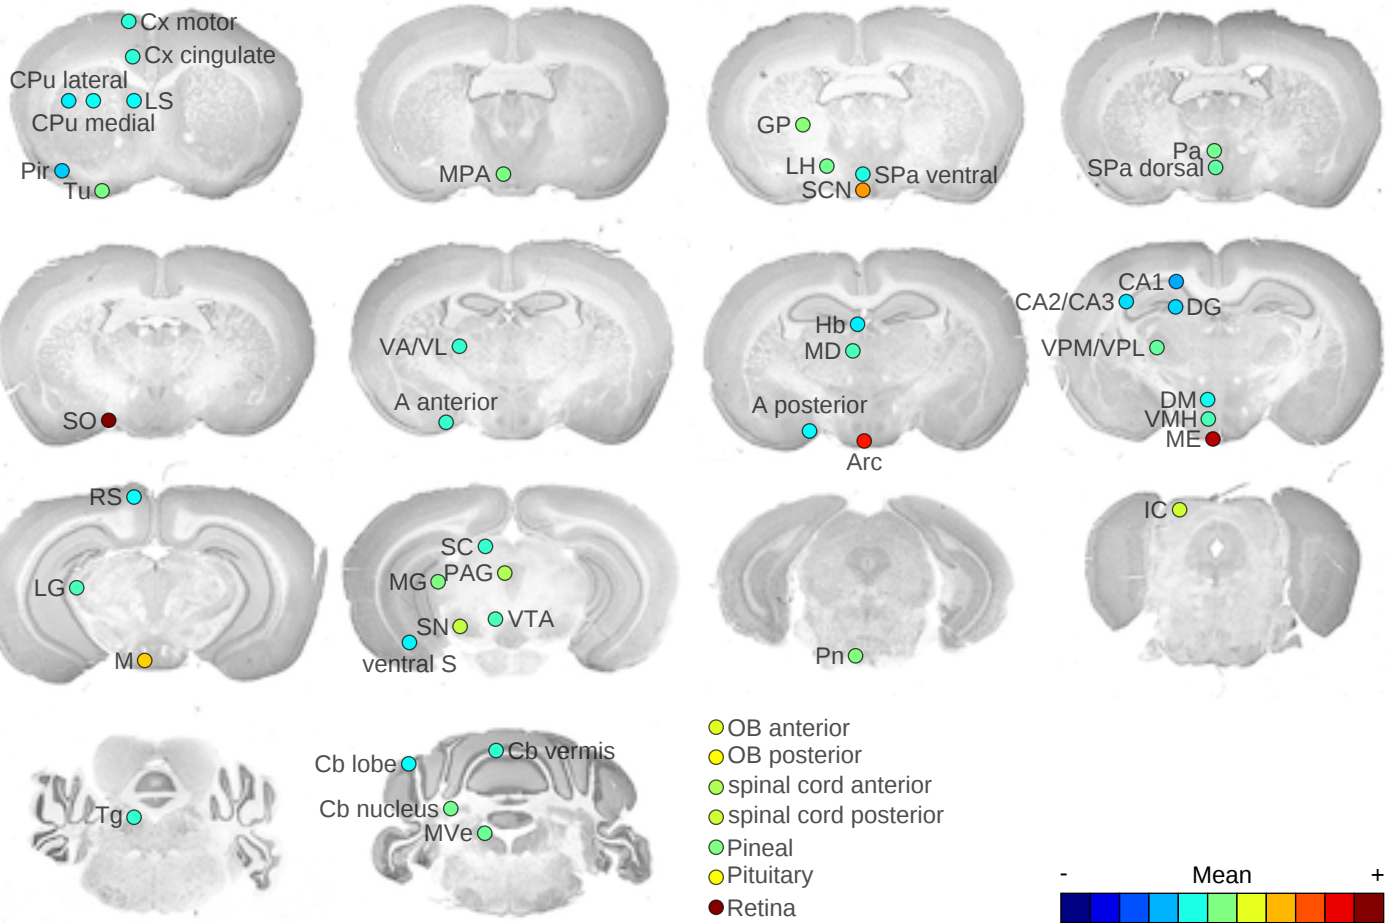 Cx motor
Cx cingulate
CPu lateral
LS
CPu medial
Pir
Tu
MPA
GP
LH
SPa ventral
SCN
Pa
SPa dorsal
SO
VA/VL
A anterior
Hb
MD
A posterior
Arc
CA1
CA2/CA3
DG
VPM/VPL
DM
VMH
ME
RS
LG
M
SC
PAG
MG
SN
VTA
ventral S
Pn
IC
Tg
Cb lobe
Cb vermis
Cb nucleus
MVe
OB anterior
OB posterior
spinal cord anterior
spinal cord posterior
Pineal
Pituitary
Retina
- Mean +